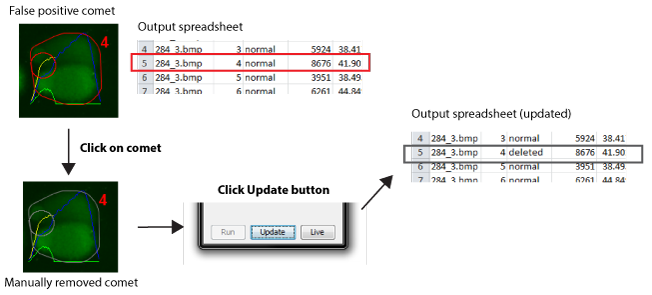 False positive comet
Output spreadsheet
4
4 284_3.bmp 3 normal 5924 38.41
5 284_3.bmp 4 normal 8676 41.90
6 284_3.bmp 5 normal 3951 38.49
7 284_3.bmp 6 normal 6261 44.84
Click on comet
Output spreadsheet (updated)
4 284_3.bmp 3 normal 5924 38.41
5 284_3.bmp 4 deleted 8676 41.90
6 284_3.bmp 5 normal 3951 38.49
7 284_3.bmp 6 normal 6261 44.84
4
Click Update button
Run Update Live
Manually removed comet